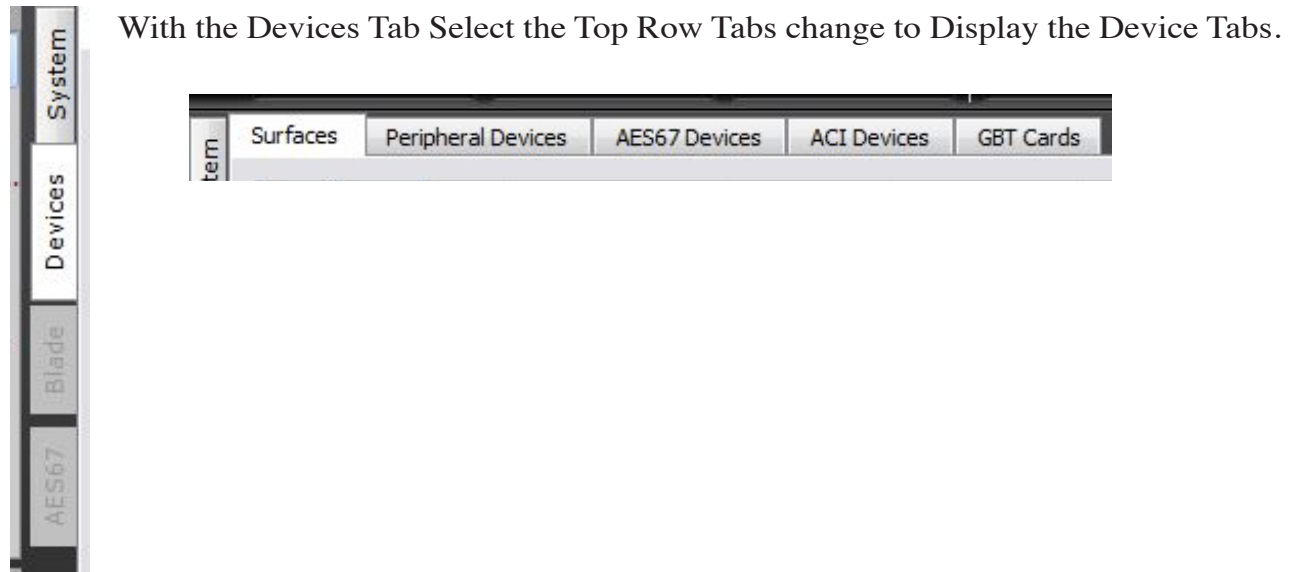 With the Devices Tab Select the Top Row Tabs change to Display the Device Tabs.
System
Devices
Blade
AES67
Surfaces Peripheral Devices AES67 Devices ACI Devices GBT Cards
tem